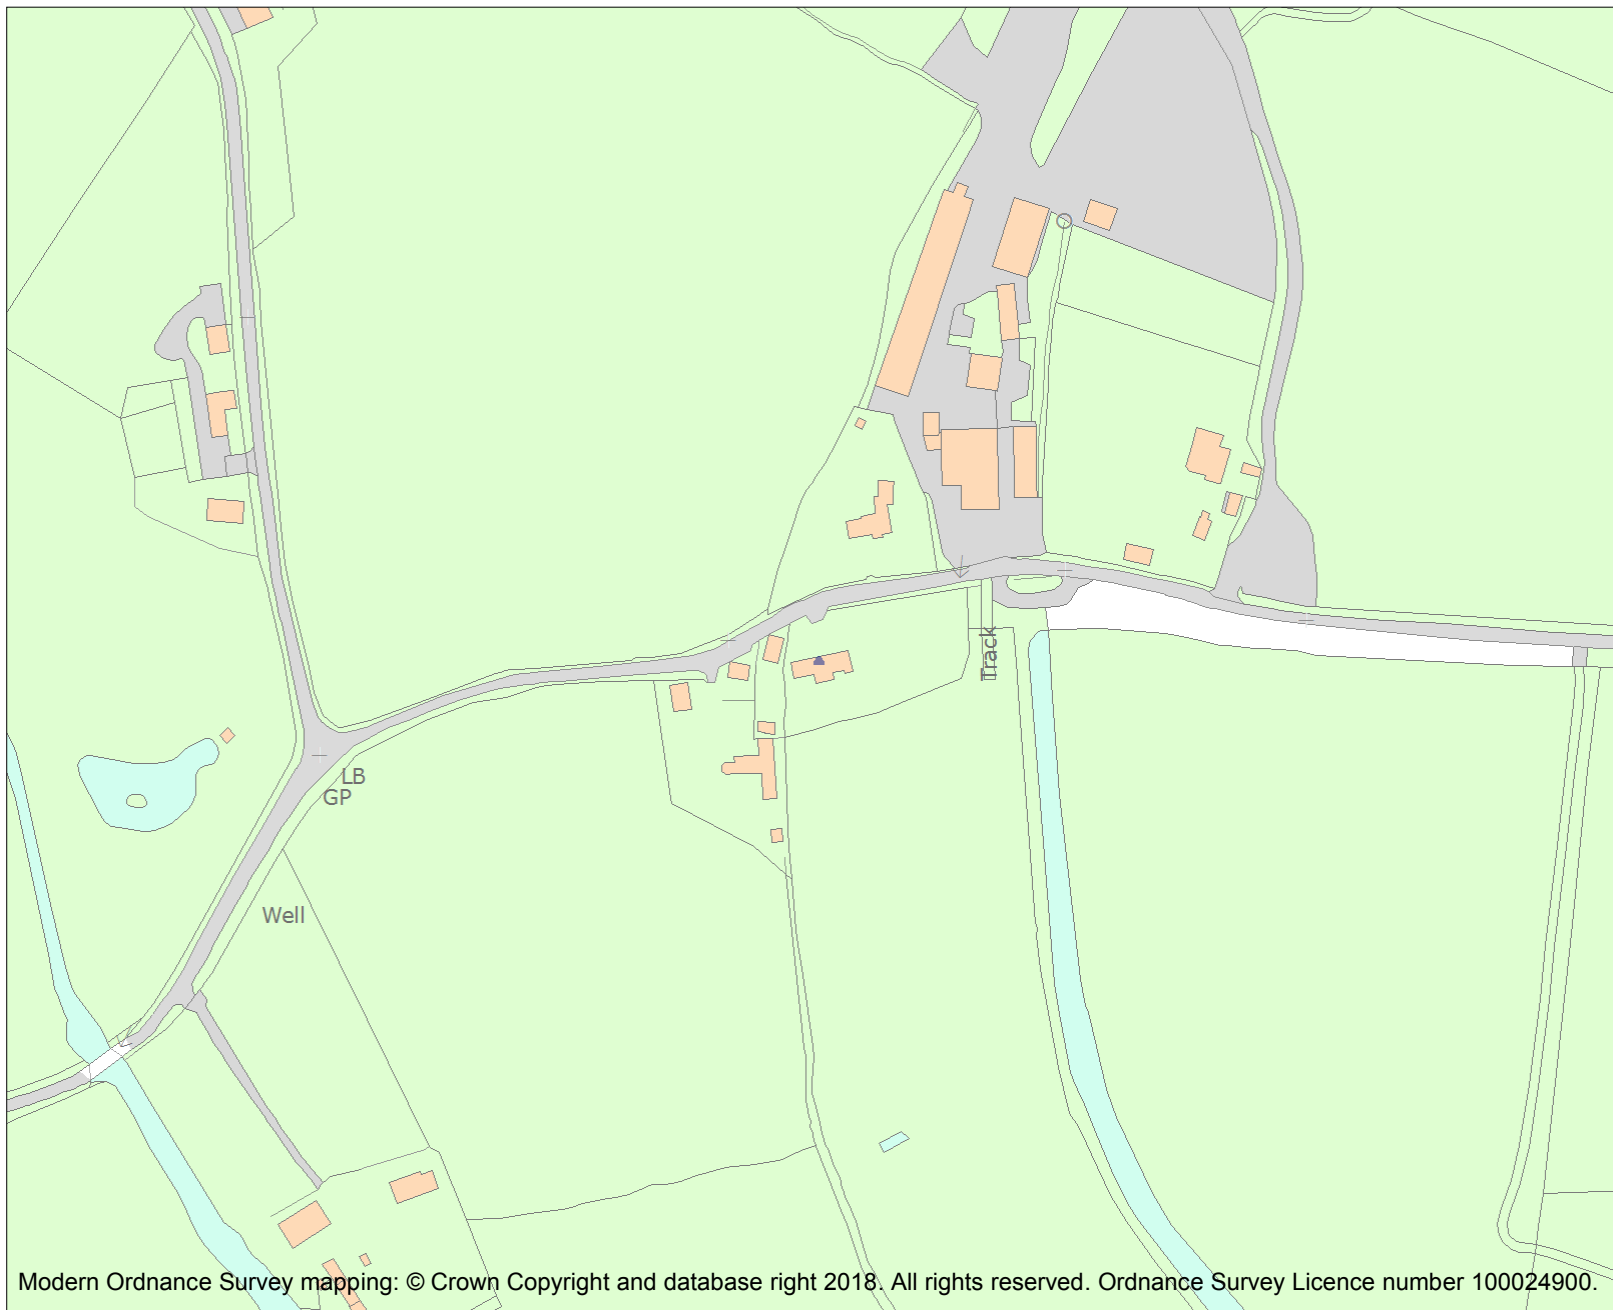 Track
LB
GP
Well
Modern Ordnance Survey mapping: © Crown Copyright and database right 2018. All rights reserved. Ordnance Survey Licence number 100024900.